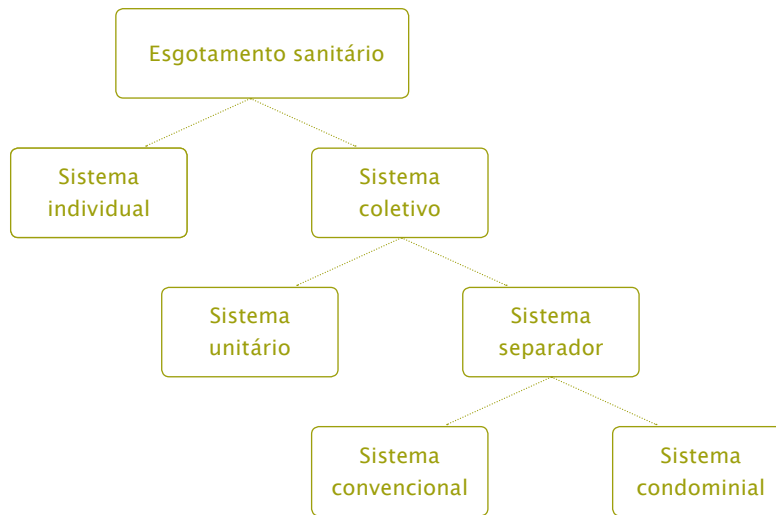 Esgotamento sanitário
Sistema
individual
Sistema
coletivo
Sistema
unitário
Sistema
separador
Sistema
convencional
Sistema
condominial